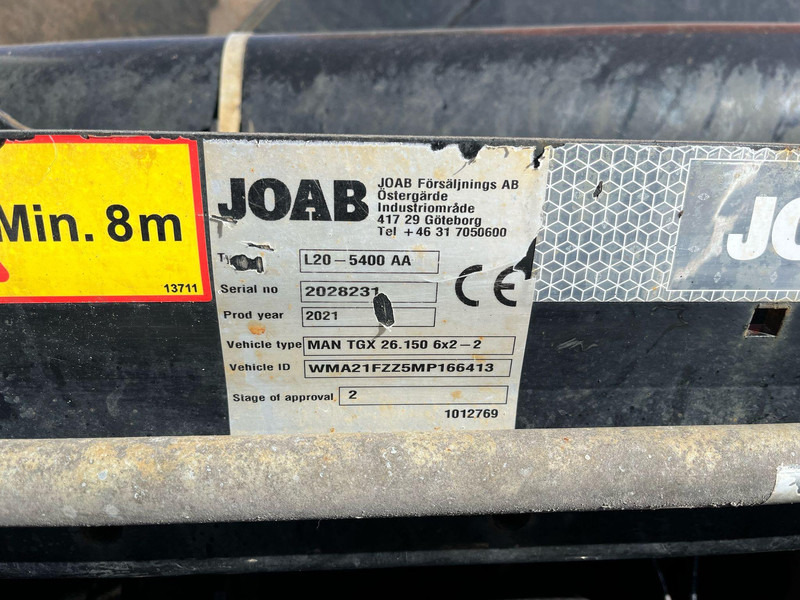 Min. 8m
13711
JOAB
JOAB Försäljnings AB
Östergärde
Industriområde
417 29 Göteborg
Tel +46 31 7050600
L20-5400 AA
Serial no 2028231
Prod year 2021
CE
Vehicle type MAN TGX 26.150 6x2-2
Vehicle ID WMA21FZZ5MP166413
Stage of approval 2
1012769
JO